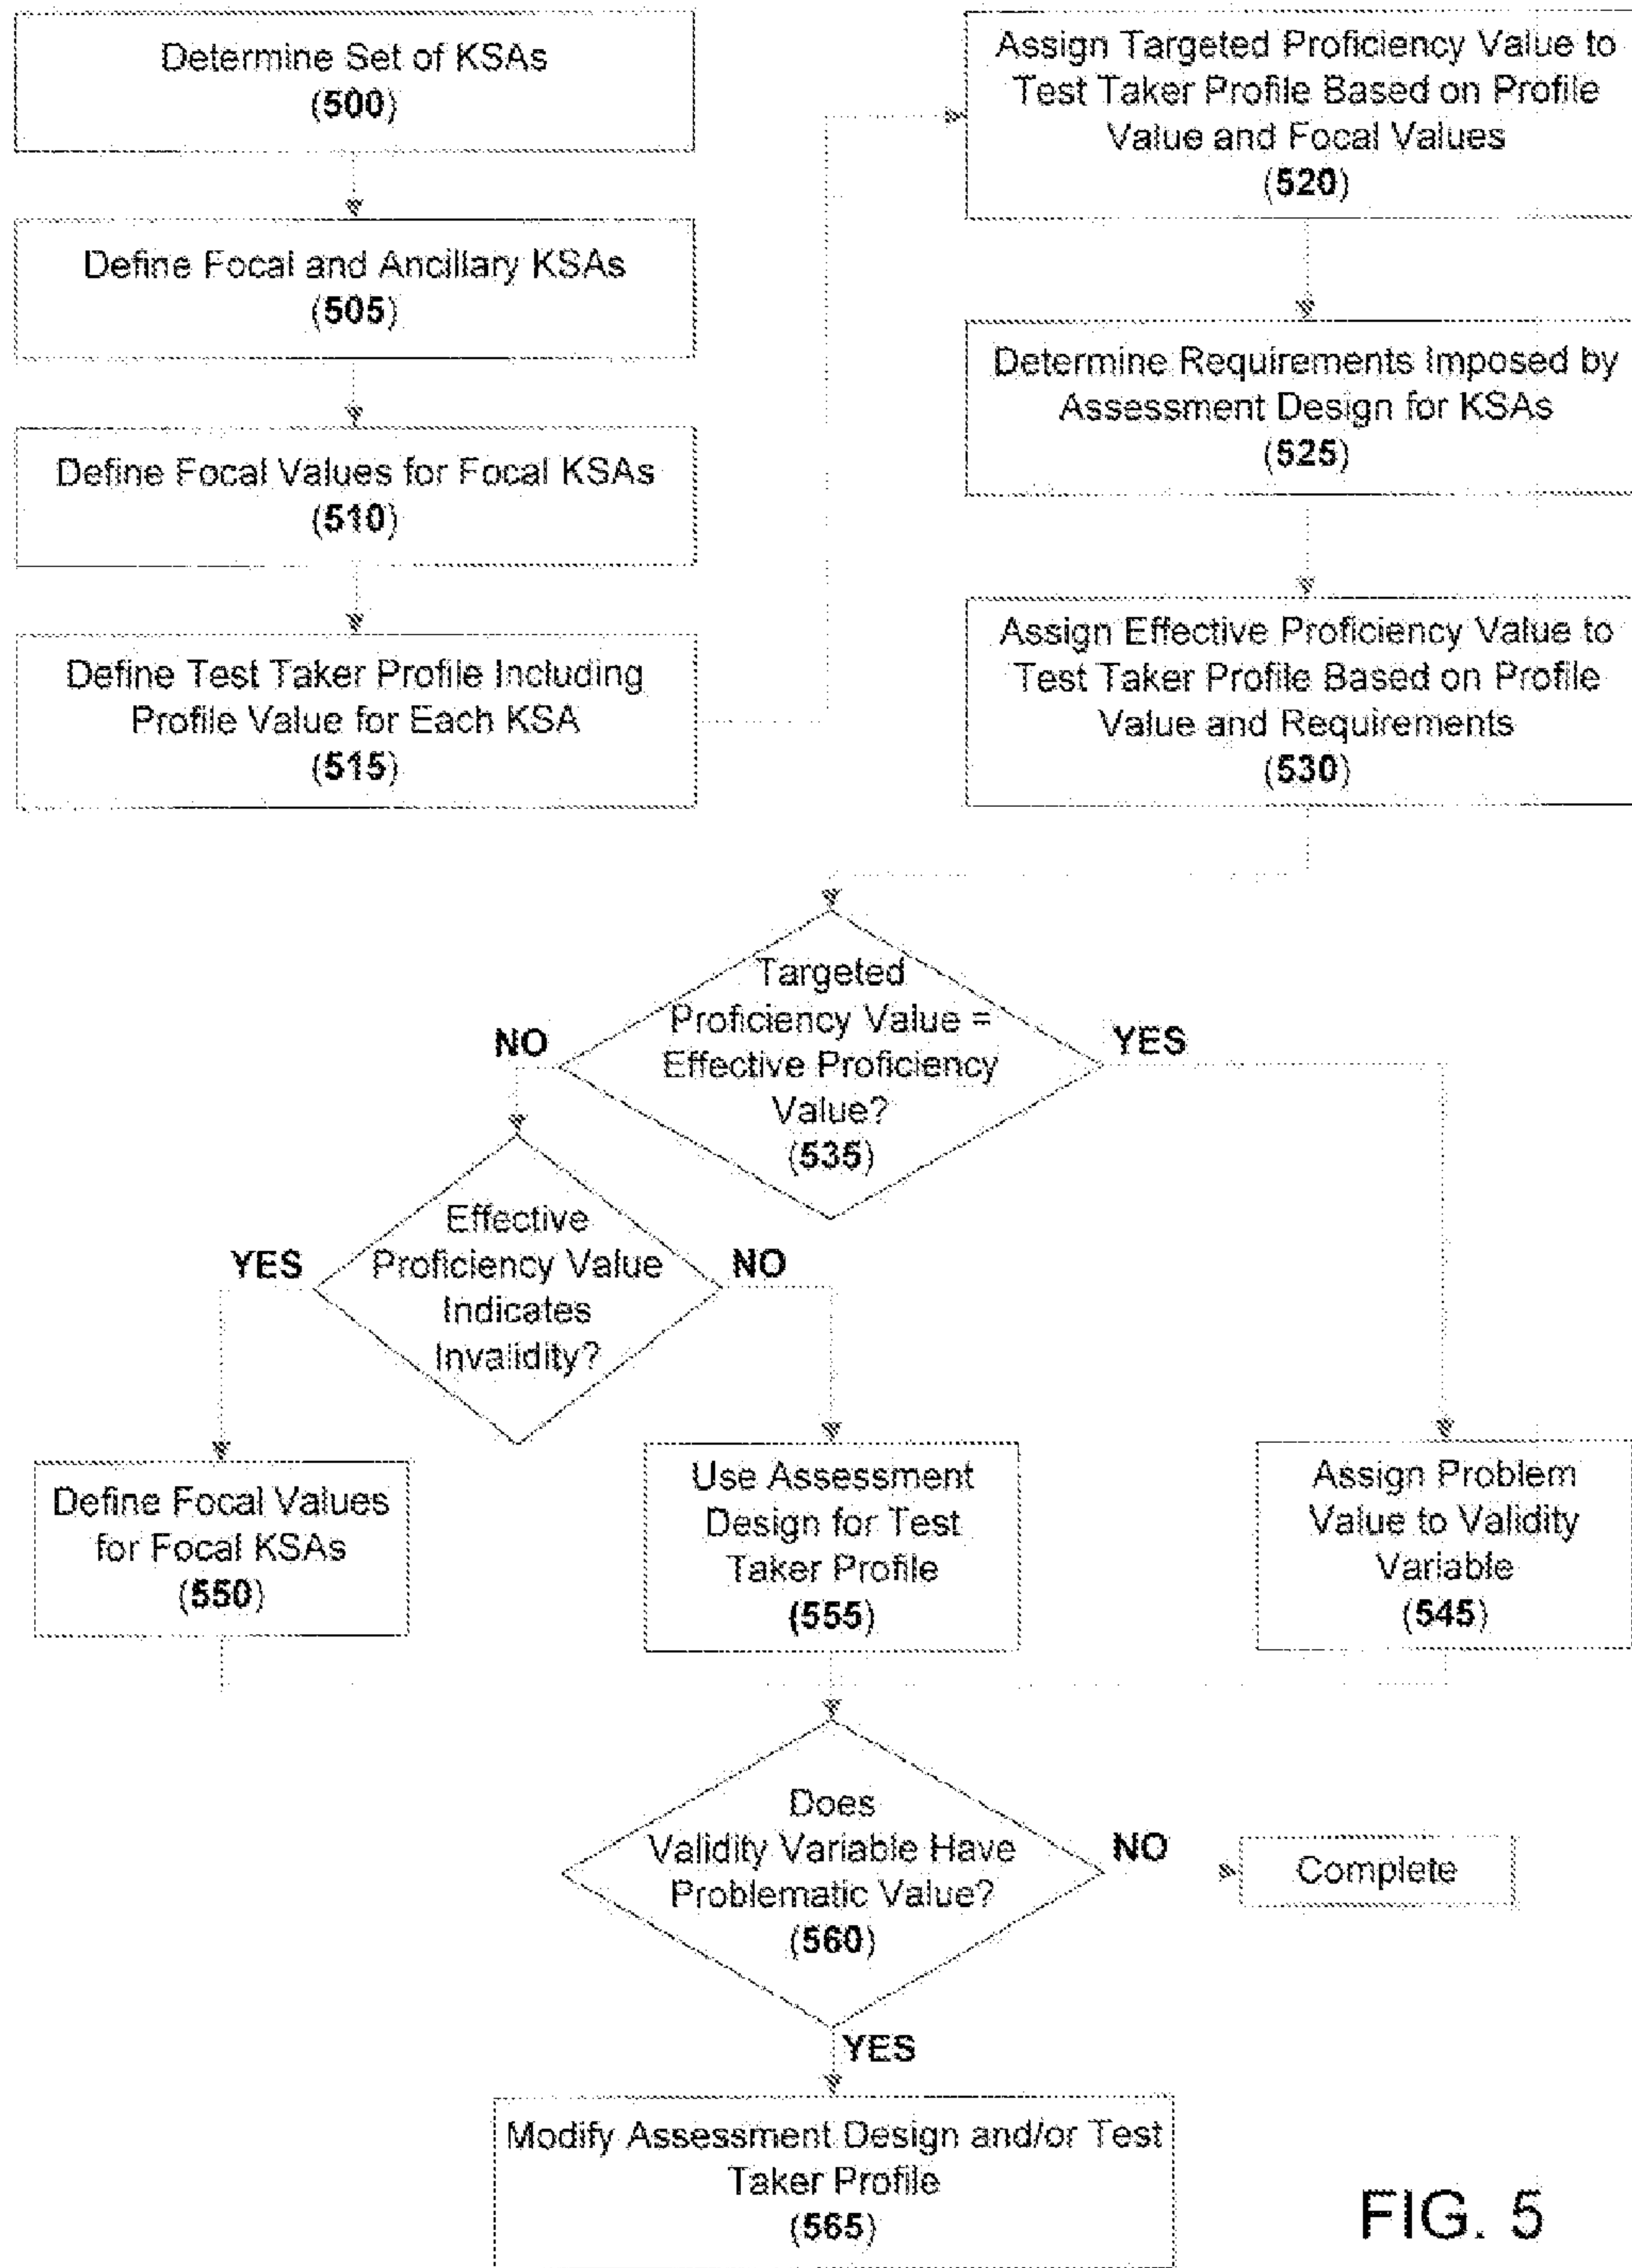 Determine Set of KSAs
(500)
Define Focal and Ancillary KSAs
(505)
Define Focal Values for Focal KSAs
(510)
Define Test Taker Profile Including
Profile Value for Each KSA
(515)
Assign Targeted Proficiency Value to
Test Taker Profile Based on Profile
Value and Focal Values
(520)
Determine Requirements Imposed by
Assessment Design for KSAs
(525)
Assign Effective Proficiency Value to
Test Taker Profile Based on Profile
Value and Requirements
(530)
Targeted
Proficiency Value =
Effective Proficiency
Value?
(535)
NO
YES
Effective
Proficiency Value
Indicates
Invalidity?
YES
NO
Define Focal Values
for Focal KSAs
(550)
Use Assessment
Design for Test
Taker Profile
(555)
Assign Problem
Value to Validity
Variable
(545)
Does
Validity Variable Have
Problematic Value?
(560)
NO
Complete
YES
Modify Assessment Design and/or Test
Taker Profile
(565)
FIG. 5